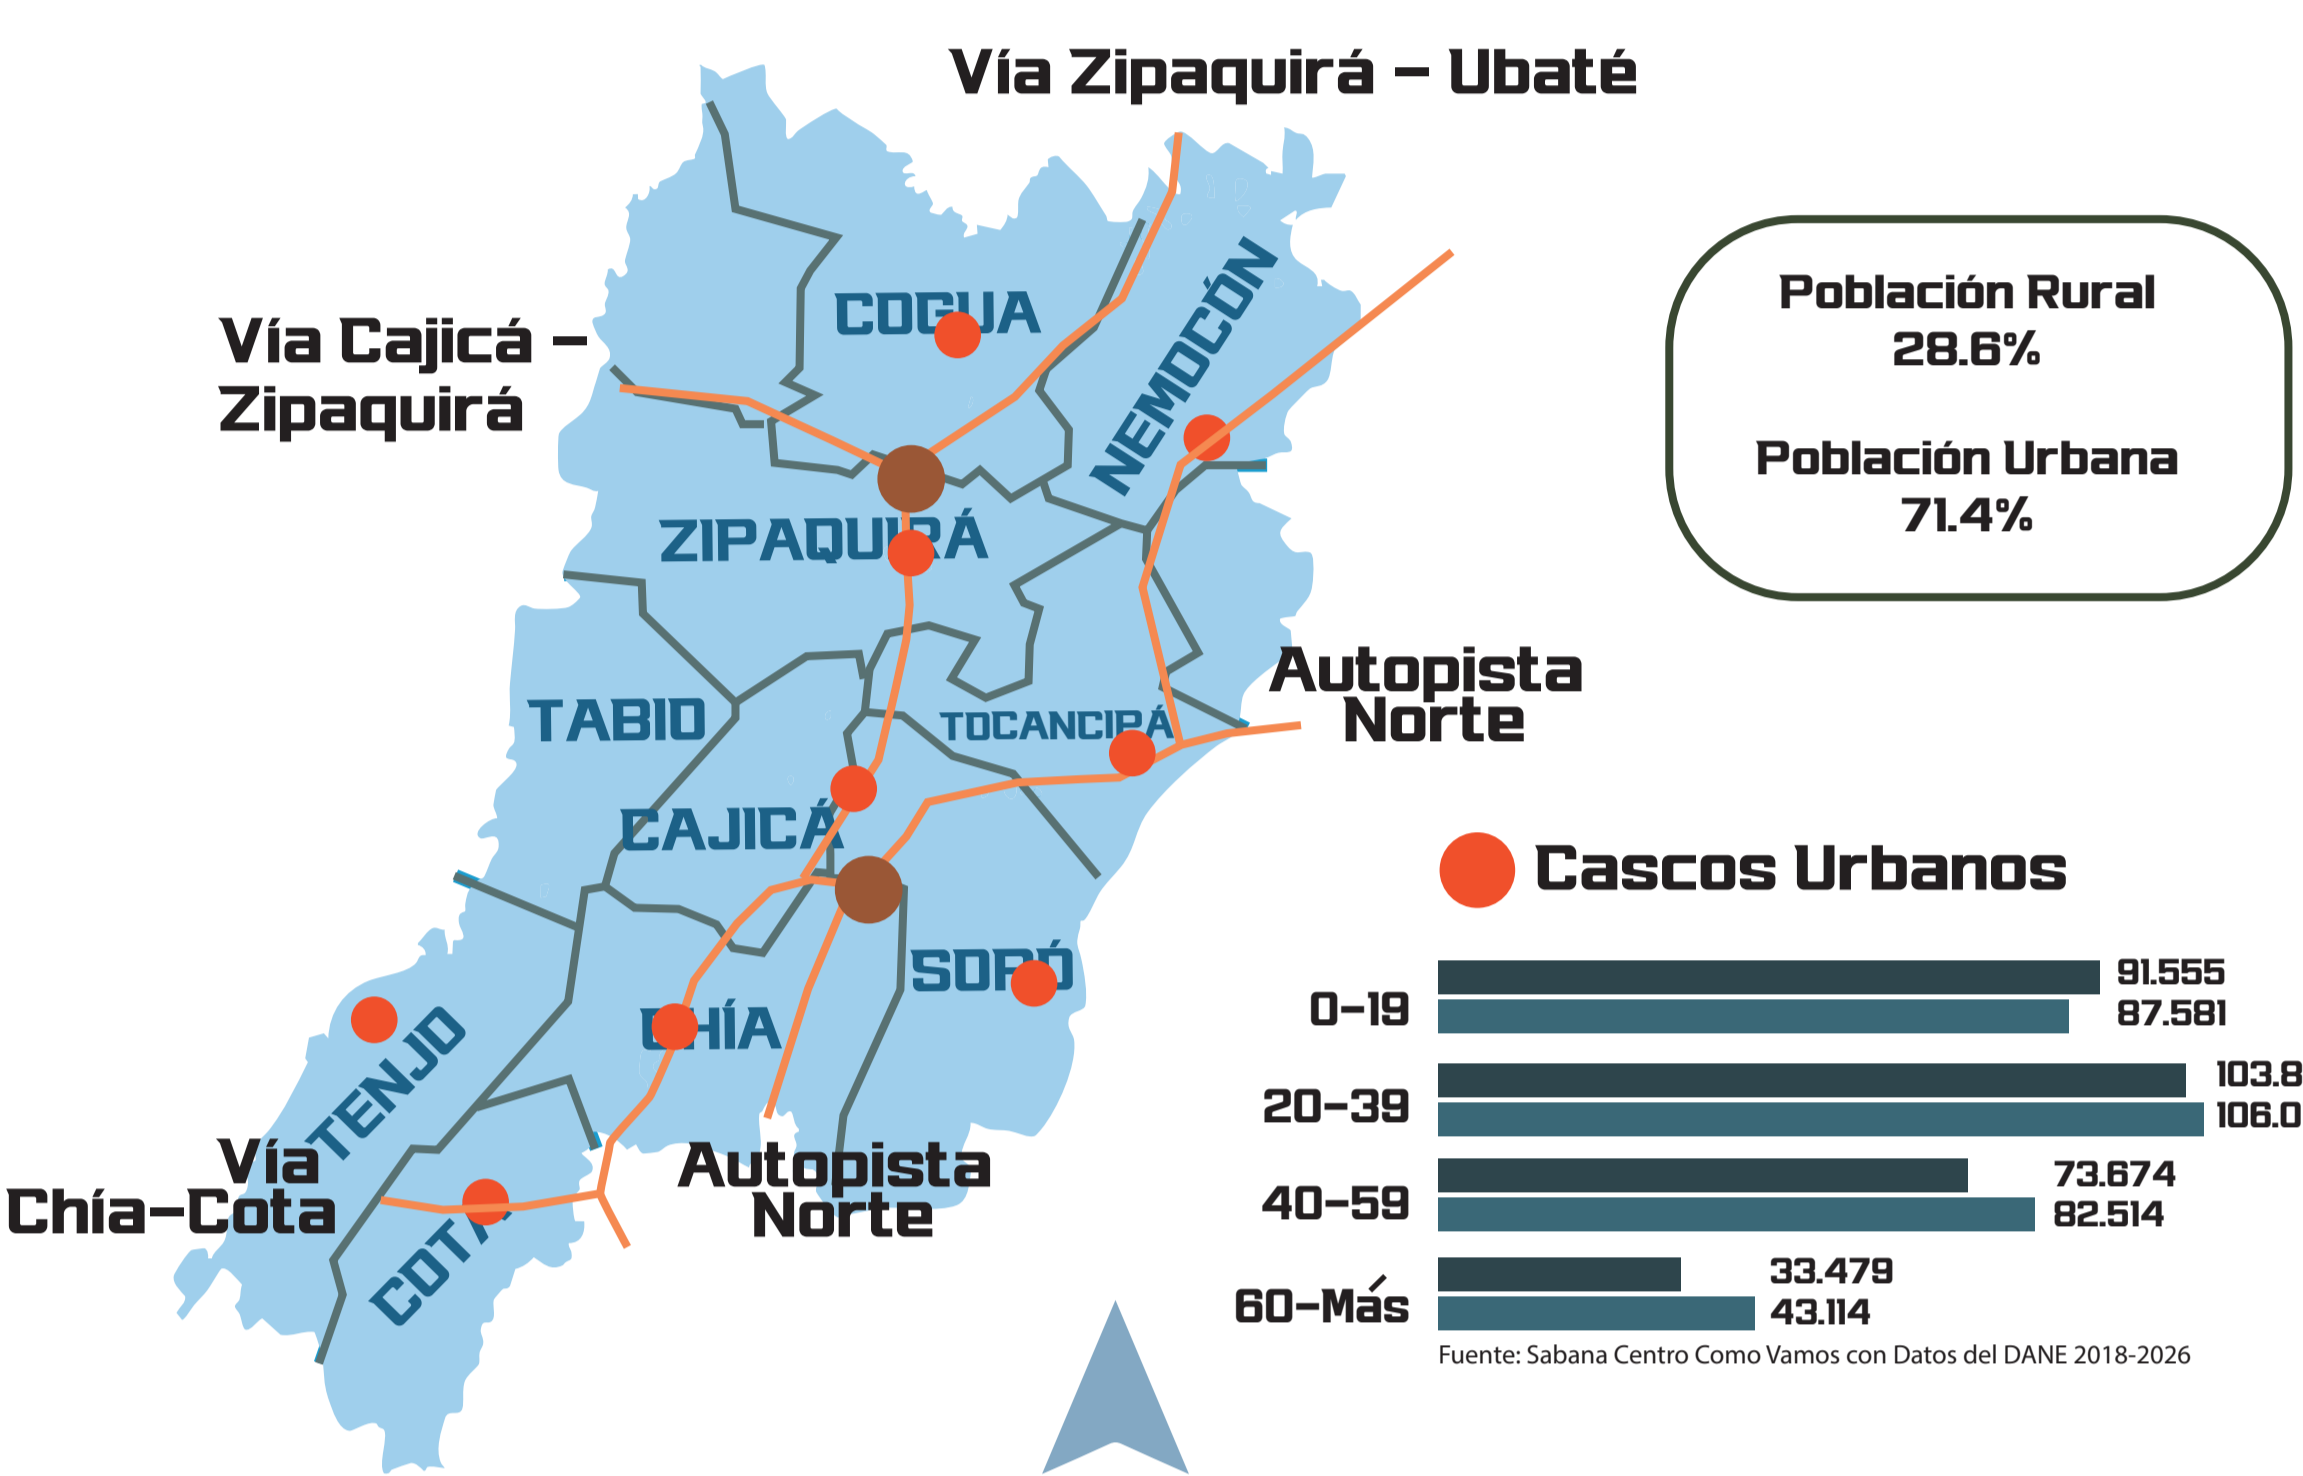 Vía Zipaquirá – Ubaté
Vía Cajicá –
Zipaquirá
COGUA
NEMOCÓN
ZIPAQUIRÁ
TABIO
TOCANCIPÁ
CAJICÁ
SOPÓ
CHÍA
TENJO
COTA
Autopista
Norte
Vía
Chía–Cota
Autopista
Norte
Población Rural
28.6%
Población Urbana
71.4%
Cascos Urbanos
0–19
91.555
87.581
20–39
103.8
106.0
40–59
73.674
82.514
60–Más
33.479
43.114
Fuente: Sabana Centro Como Vamos con Datos del DANE 2018-2026